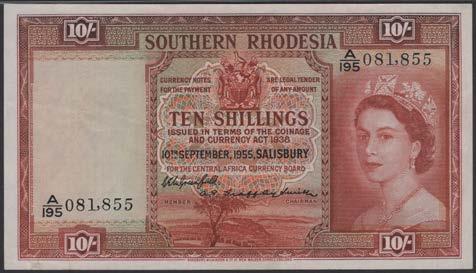 10/-
SOUTHERN RHODESIA
10/-
A/195 081,855
CURRENCY NOTES ARE LEGAL TENDER
FOR THE PAYMENT OF ANY AMOUNT
TEN SHILLINGS
ISSUED IN TERMS OF THE COINAGE
AND CURRENCY ACT 1938
10TH SEPTEMBER, 1955, SALISBURY
FOR THE CENTRAL AFRICA CURRENCY BOARD
A/195 081,855
MEMBER CHAIRMAN
10/-
10/-